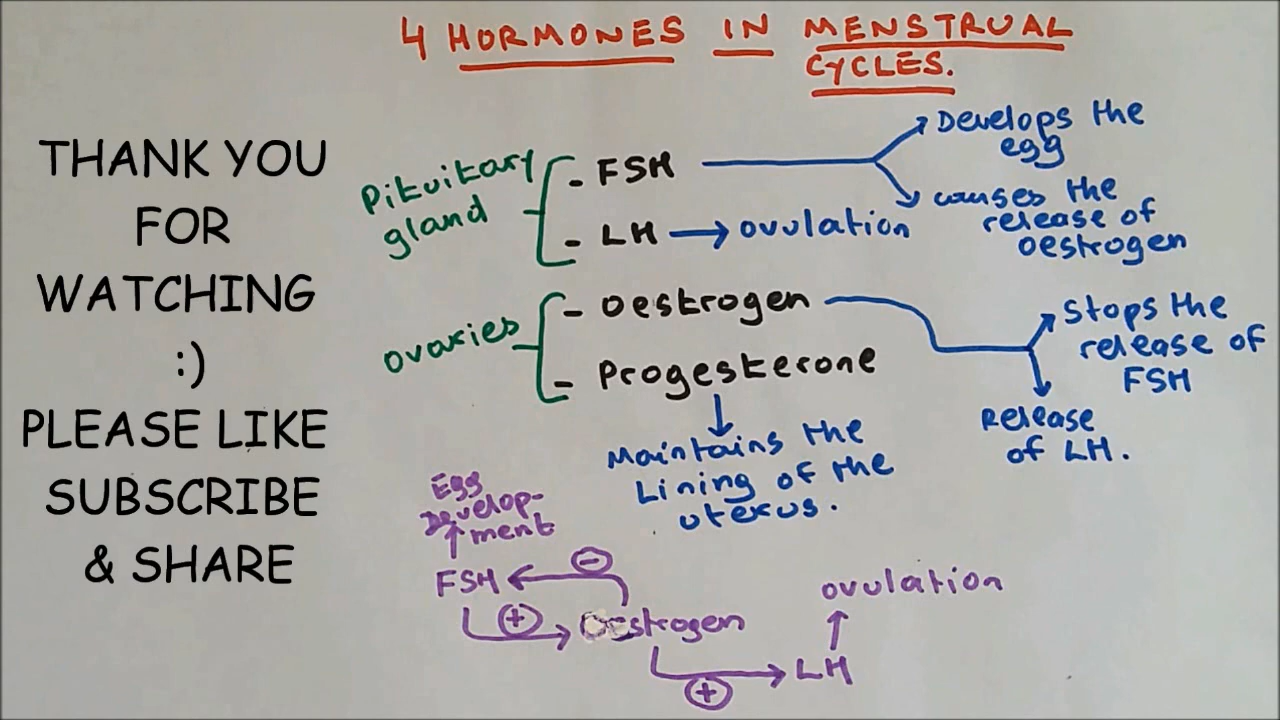 4 HORMONES IN MENSTRUAL
CYCLES.
THANK YOU
FOR
WATCHING
:)
PLEASE LIKE
SUBSCRIBE
& SHARE
Pituitary
gland
- FSH
Develops the
egg
causes the
release of
oestrogen
- LH → ovulation
ovaries
- oestrogen
Stops the
release of
FSH
Release
of LH.
- Progesterone
Maintains the
Lining of the
uterus.
Egg
Develop-
ment
FSH
-
+
Oestrogen
+
LH
ovulation